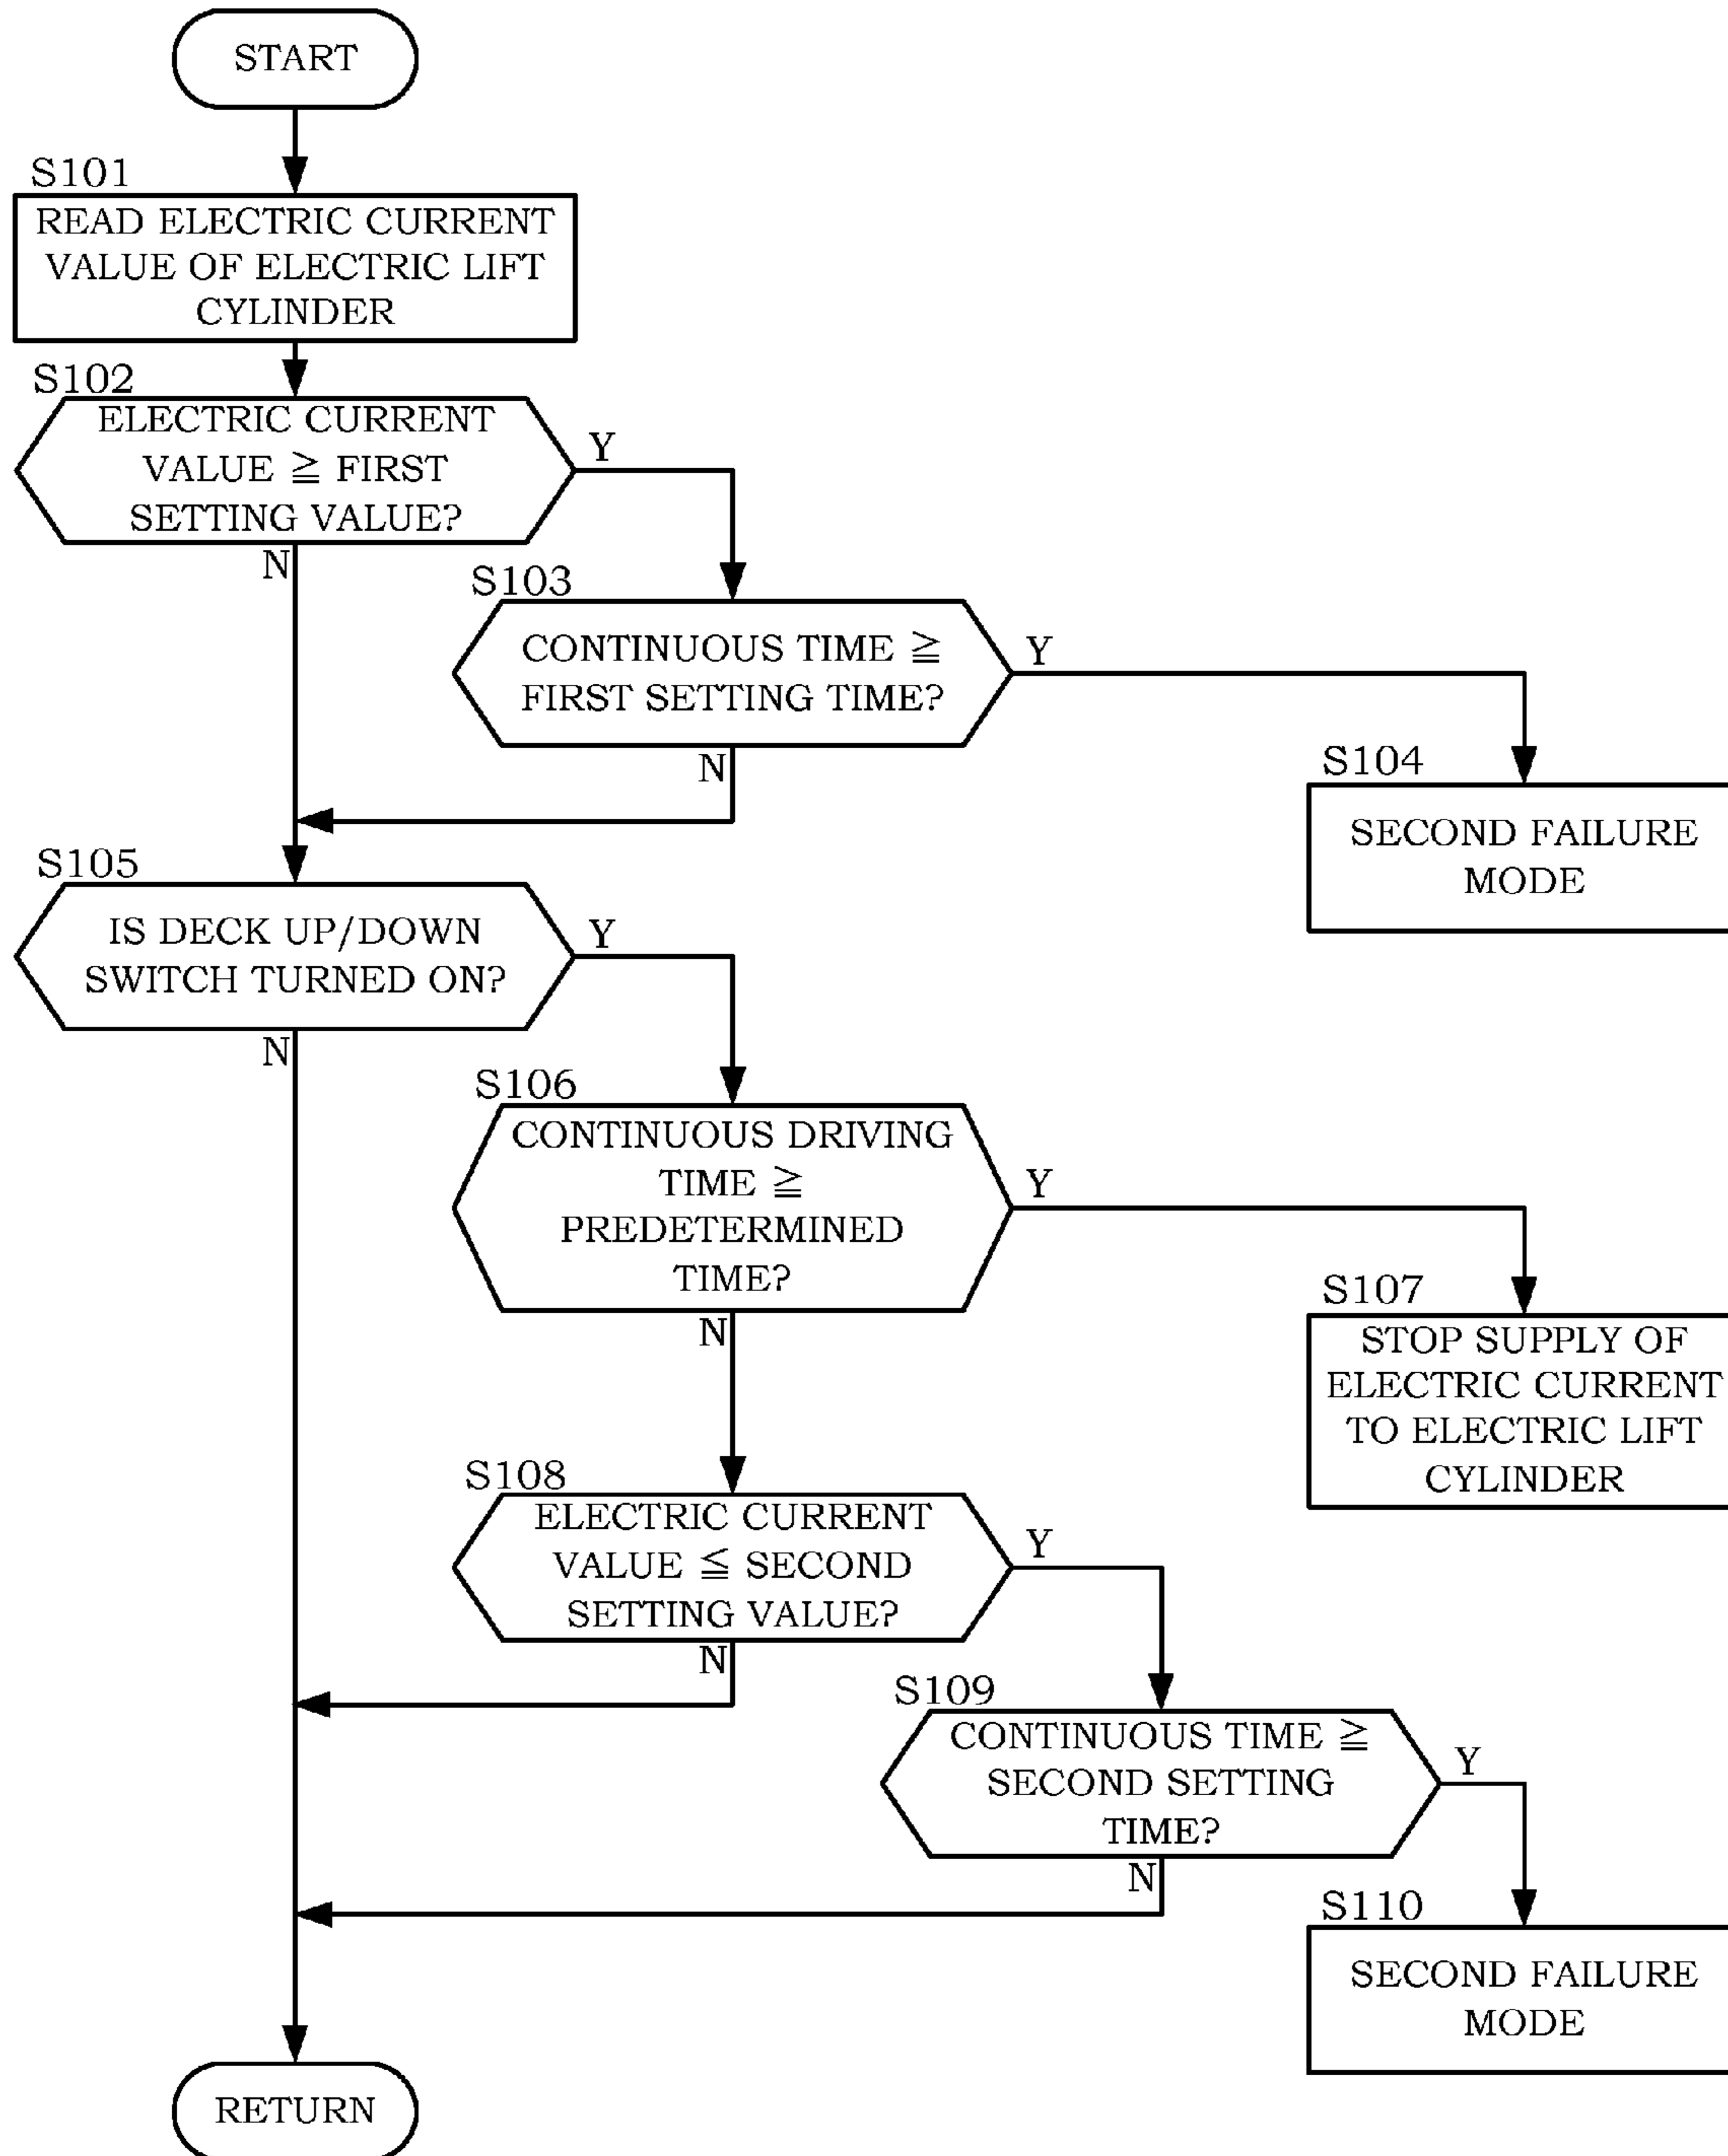 START
S101
READ ELECTRIC CURRENT
VALUE OF ELECTRIC LIFT
CYLINDER
S102
ELECTRIC CURRENT
VALUE ≧ FIRST
SETTING VALUE?
Y
N
S103
CONTINUOUS TIME ≧
FIRST SETTING TIME?
Y
N
S104
SECOND FAILURE
MODE
S105
IS DECK UP/DOWN
SWITCH TURNED ON?
Y
N
S106
CONTINUOUS DRIVING
TIME ≧
PREDETERMINED
TIME?
Y
N
S107
STOP SUPPLY OF
ELECTRIC CURRENT
TO ELECTRIC LIFT
CYLINDER
S108
ELECTRIC CURRENT
VALUE ≦ SECOND
SETTING VALUE?
Y
N
S109
CONTINUOUS TIME ≧
SECOND SETTING
TIME?
Y
N
S110
SECOND FAILURE
MODE
RETURN